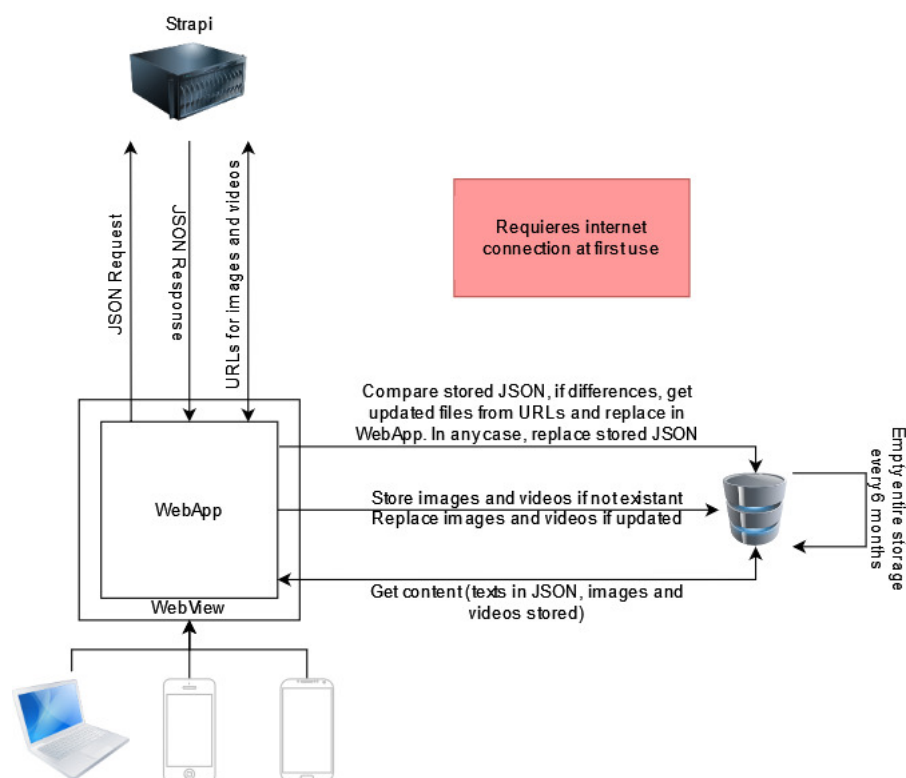 Strapi
JSON Request
JSON Response
URLs for images and videos
Requieres internet
connection at first use
Compare stored JSON, if differences, get
updated files from URLs and replace in
WebApp. In any case, replace stored JSON
Empty entire storage
every 6 months
WebApp
Store images and videos if not existant
Replace images and videos if updated
Get content (texts in JSON, images and
videos stored)
WebView